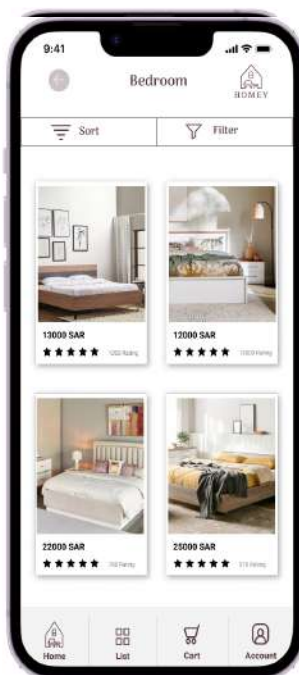 9:41
Bedroom
HOMEY
Sort
Filter
13000 SAR
12000 SAR
22000 SAR
25000 SAR
Home
List
Cart
Account